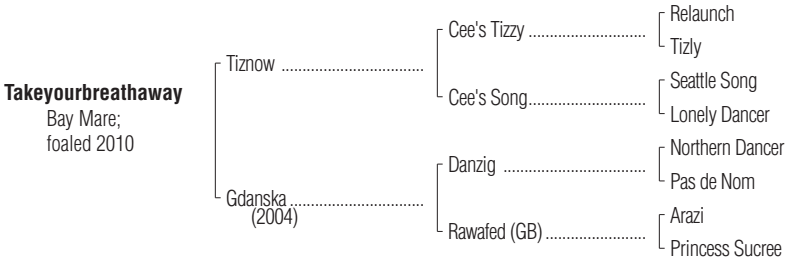 Relaunch
Cee's Tizzy ..............................
Tizly
Tiznow ....................................
Seattle Song
Cee's Song..............................
Lonely Dancer
Takeyourbreathaway
Bay Mare;
foaled 2010
Northern Dancer
Danzig ....................................
Pas de Nom
Gdanska ..................................
(2004)
Arazi
Rawafed (GB) .........................
Princess Sucree